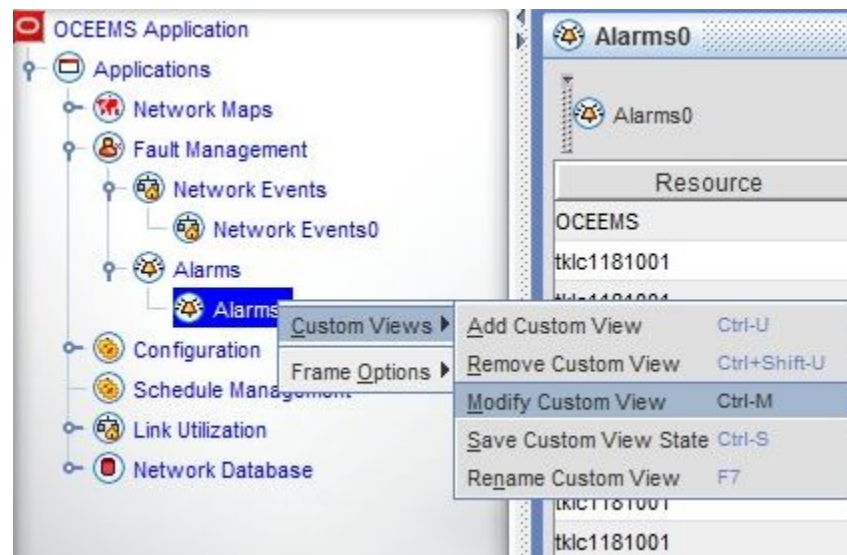 OCEEMS Application
Applications
Network Maps
Fault Management
Network Events
Network Events0
Alarms
Alarms
Configuration
Schedule Management
Link Utilization
Network Database
Custom Views
Frame Options
Add Custom View Ctrl-U
Remove Custom View Ctrl+Shift-U
Modify Custom View Ctrl-M
Save Custom View State Ctrl-S
Rename Custom View F7
Alarms0
Alarms0
Resource
OCEEMS
tklc1181001
tklc1181001
tklc1181001
tklc1181001